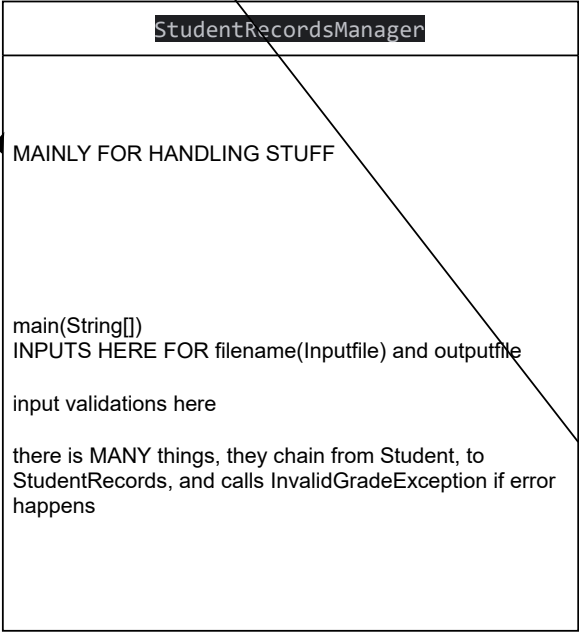 StudentRecordsManager
MAINLY FOR HANDLING STUFF
main(String[])
INPUTS HERE FOR filename(Inputfile) and outputfile
input validations here
there is MANY things, they chain from Student, to
StudentRecords, and calls InvalidGradeException if error
happens